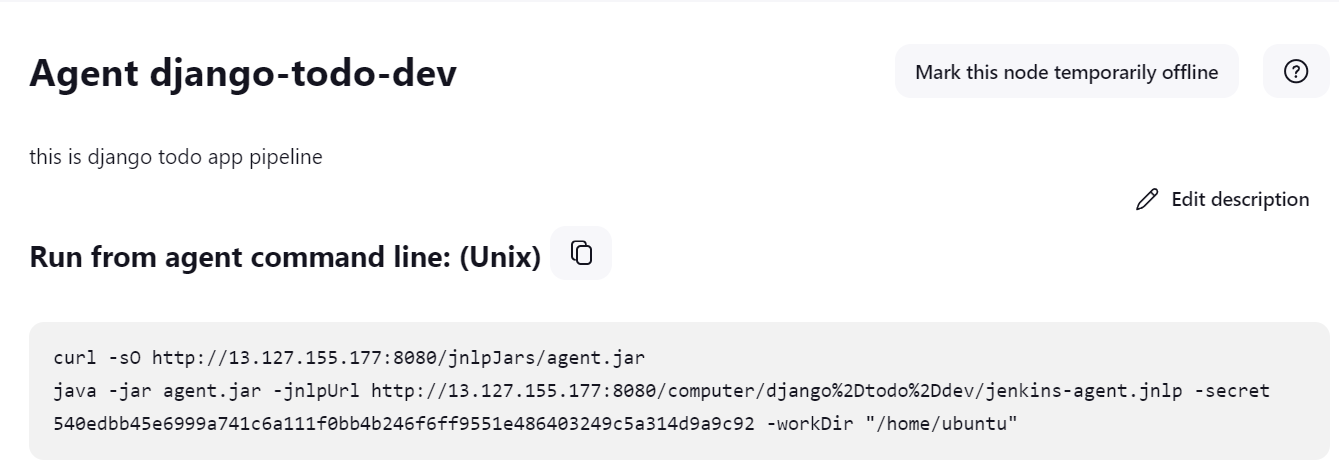 Agent django-todo-dev
Mark this node temporarily offline
this is django todo app pipeline
Edit description
Run from agent command line: (Unix)
curl -sO http://13.127.155.177:8080/jnlpJars/agent.jar
java -jar agent.jar -jnlpUrl http://13.127.155.177:8080/computer/django%2Dtodo%2Ddev/jenkins-agent.jnlp -secret
540edbb45e6999a741c6a111f0bb4b246f6ff9551e486403249c5a314d9a9c92 -workDir "/home/ubuntu"